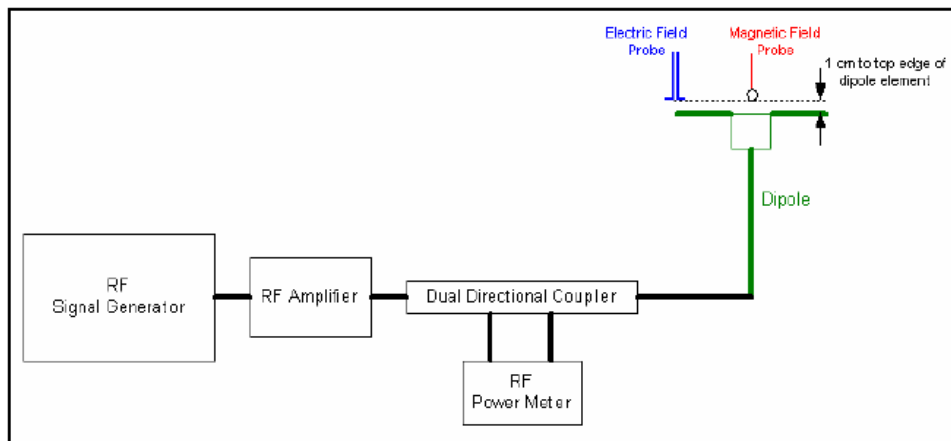 Electric Field
Probe
Magnetic Field
Probe
1 cm to top edge of
dipole element
Dipole
RF
Signal Generator
RF Amplifier
Dual Directional Coupler
RF
Power Meter